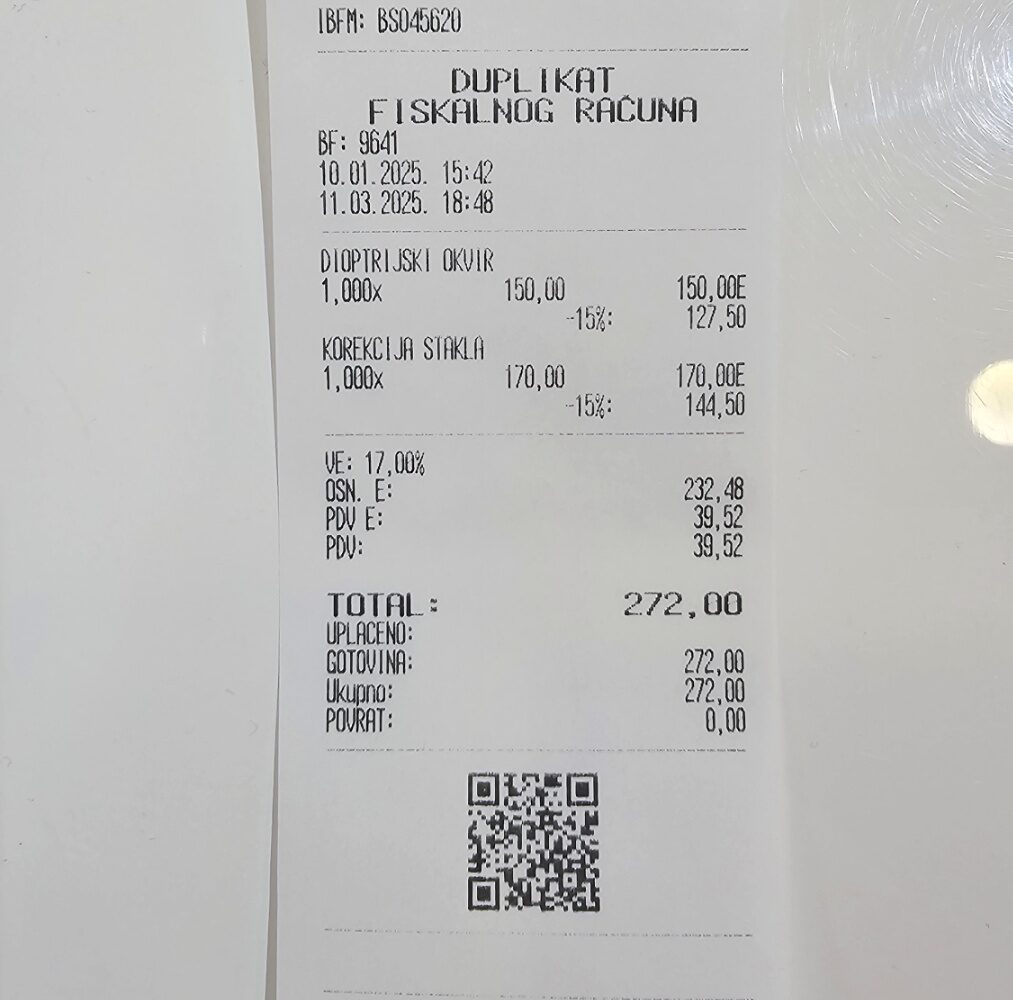 IBFM: BS045620
DUPLIKAT
FISKALNOG RAČUNA
BF: 9641
10.01.2025. 15:42
11.03.2025. 18:48
DIOPTRIJSKI OKVIR
1,000x 150,00 150,00E
-15%: 127,50
KOREKCIJA STAKLA
1,000x 170,00 170,00E
-15%: 144,50
VE: 17,00%
OSN. E: 232,48
PDV E: 39,52
PDV: 39,52
TOTAL: 272,00
UPLAĆENO:
GOTOVINA: 272,00
Ukupno: 272,00
POVRAT: 0,00